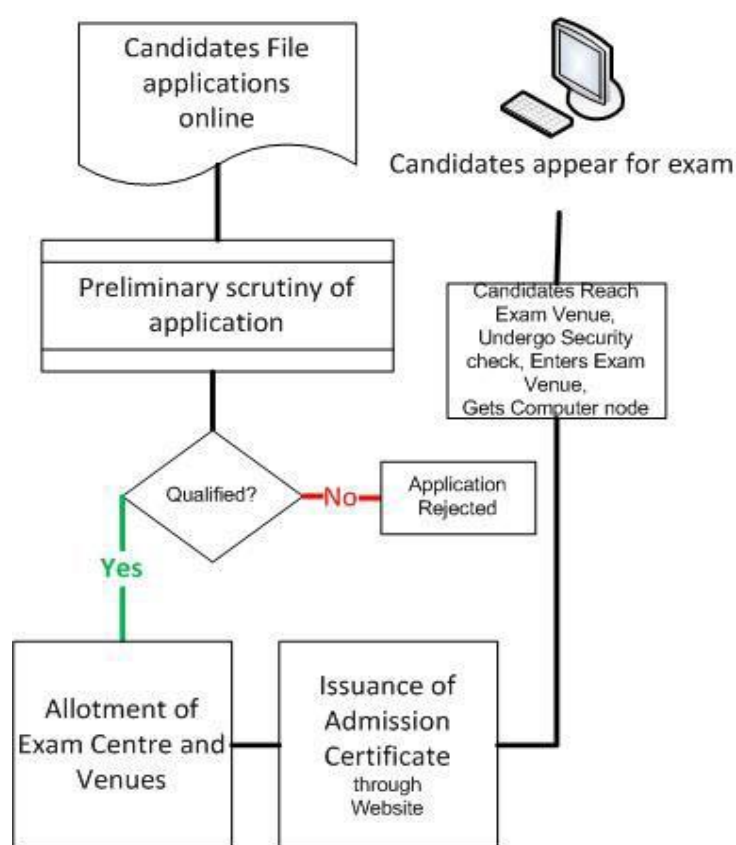 Candidates File
applications
online
Preliminary scrutiny of
application
Qualified?
No
Application
Rejected
Yes
Allotment of
Exam Centre and
Venues
Issuance of
Admission
Certificate
through
Website
Candidates Reach
Exam Venue,
Undergo Security
check, Enters Exam
Venue,
Gets Computer node
Candidates appear for exam